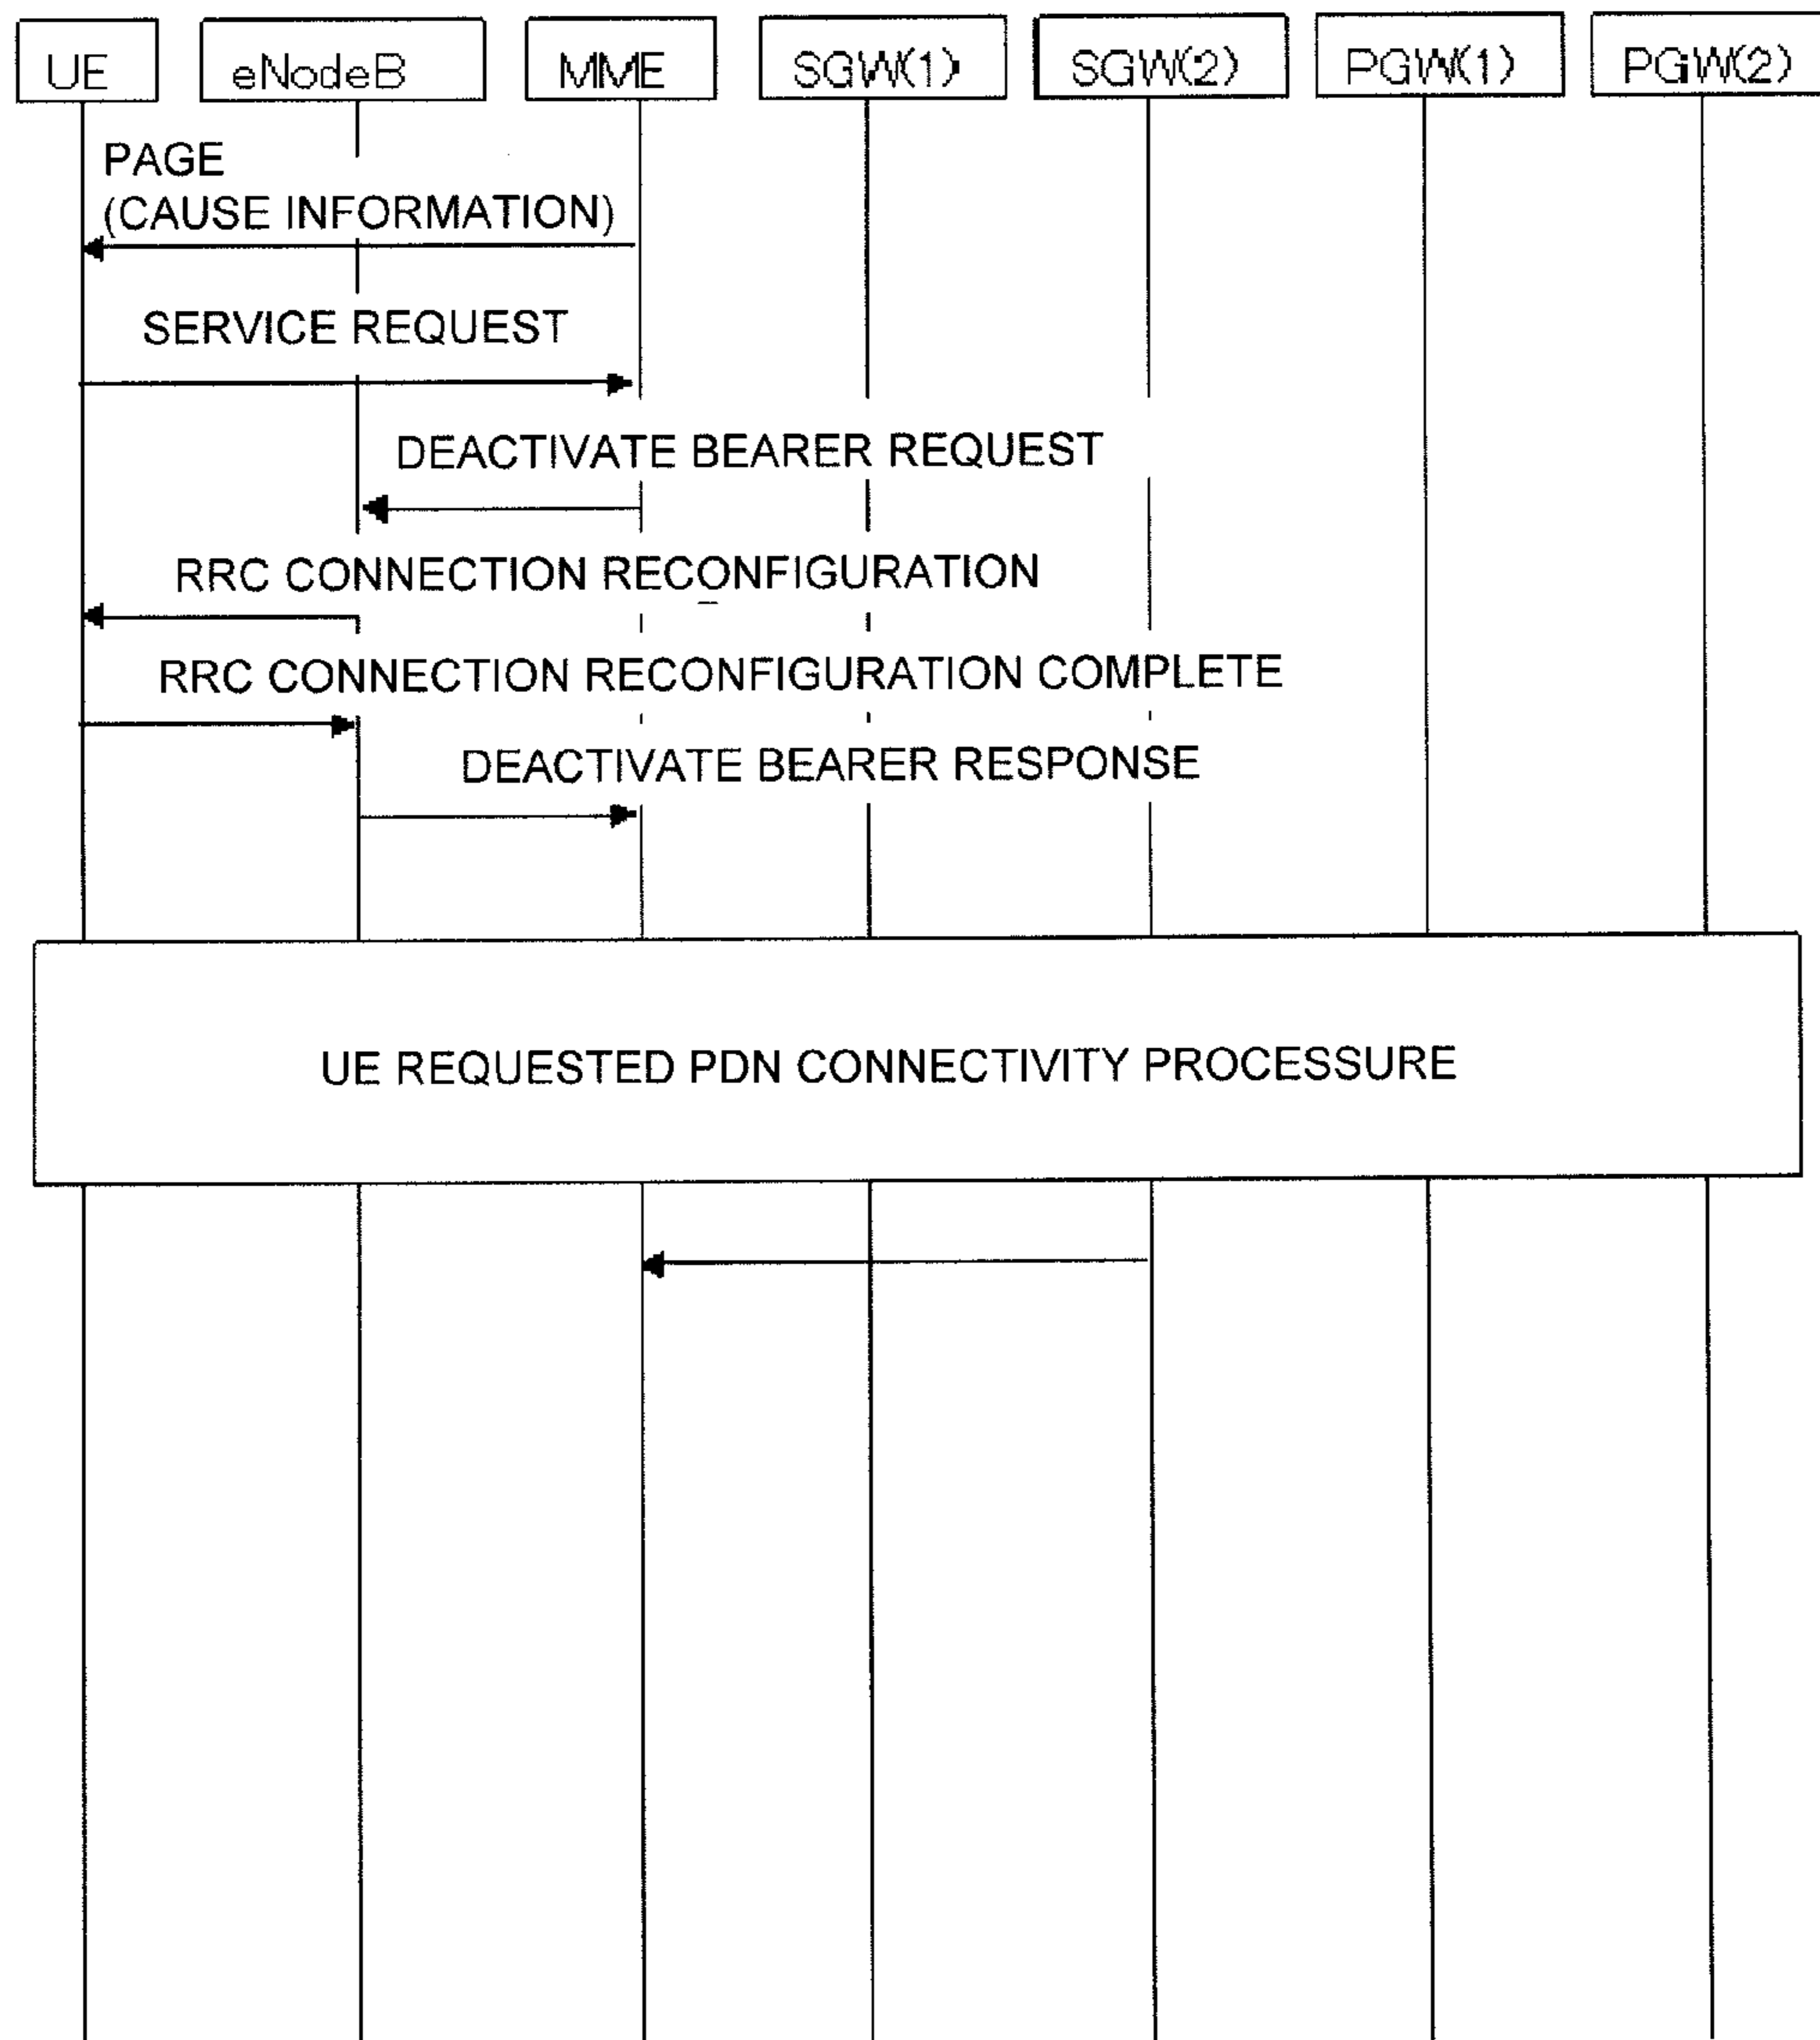 UE
eNodeB
MME
SGW(1)
SGW(2)
PGW(1)
PGW(2)
PAGE
(CAUSE INFORMATION)
SERVICE REQUEST
DEACTIVATE BEARER REQUEST
RRC CONNECTION RECONFIGURATION
RRC CONNECTION RECONFIGURATION COMPLETE
DEACTIVATE BEARER RESPONSE
UE REQUESTED PDN CONNECTIVITY PROCESSURE